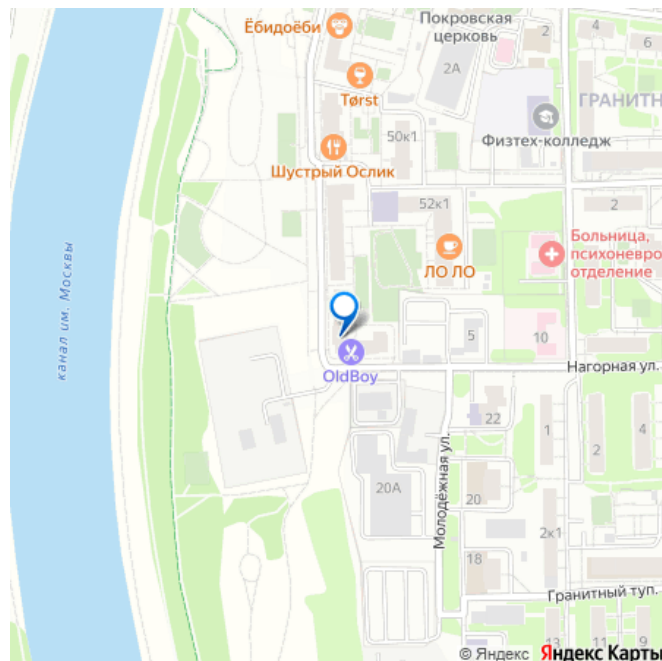 Ёбидоёби
Покровская
церковь
2
6
2А
Tørst
ГРАНИТН
50к1
Физтех-колледж
Шустрый Ослик
52к1
2
ЛО ЛО
Больница,
психоневро
отделение
канал им. Москвы
5
10
OldBoy
Нагорная ул.
22
1
2
4
Молодёжная ул.
20А
20
2к1
18
Гранитный туп.
13
11
9
© Яндекс Яндекс Карты